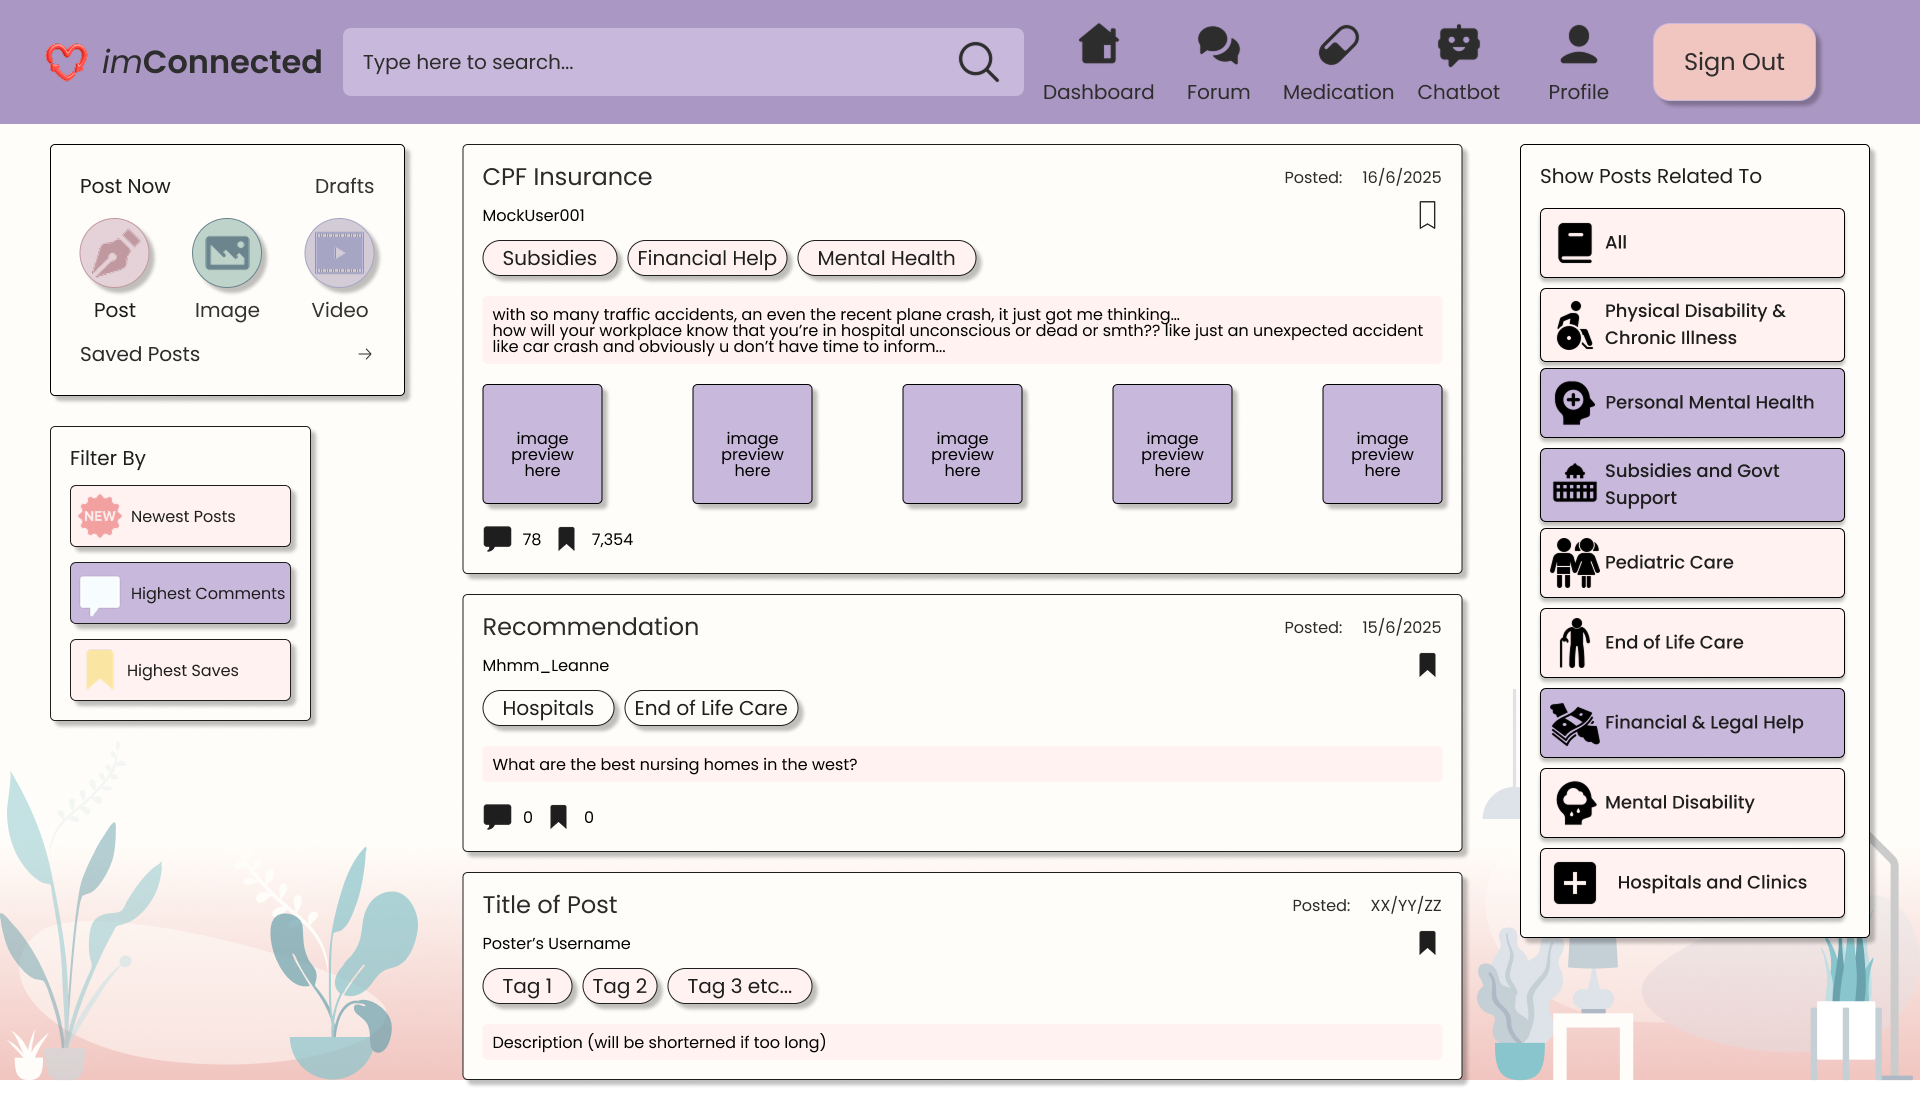 imConnected
Type here to search...
Dashboard
Forum
Medication
Chatbot
Profile
Sign Out
Post Now
Drafts
Post
Image
Video
Saved Posts
Filter By
NEW
Newest Posts
Highest Comments
Highest Saves
CPF Insurance
Posted: 16/6/2025
MockUser001
Subsidies
Financial Help
Mental Health
with so many traffic accidents, an even the recent plane crash, it just got me thinking...
how will your workplace know that you're in hospital unconscious or dead or smth?? like just an unexpected accident
like car crash and obviously u don't have time to inform...
image
preview
here
image
preview
here
image
preview
here
image
preview
here
image
preview
here
78
7,354
Recommendation
Posted: 15/6/2025
Mhmm_Leanne
Hospitals
End of Life Care
What are the best nursing homes in the west?
0
0
Title of Post
Posted: XX/YY/ZZ
Poster's Username
Tag 1
Tag 2
Tag 3 etc...
Description (will be shorterned if too long)
Show Posts Related To
All
Physical Disability &
Chronic Illness
Personal Mental Health
Subsidies and Govt
Support
Pediatric Care
End of Life Care
Financial & Legal Help
Mental Disability
Hospitals and Clinics